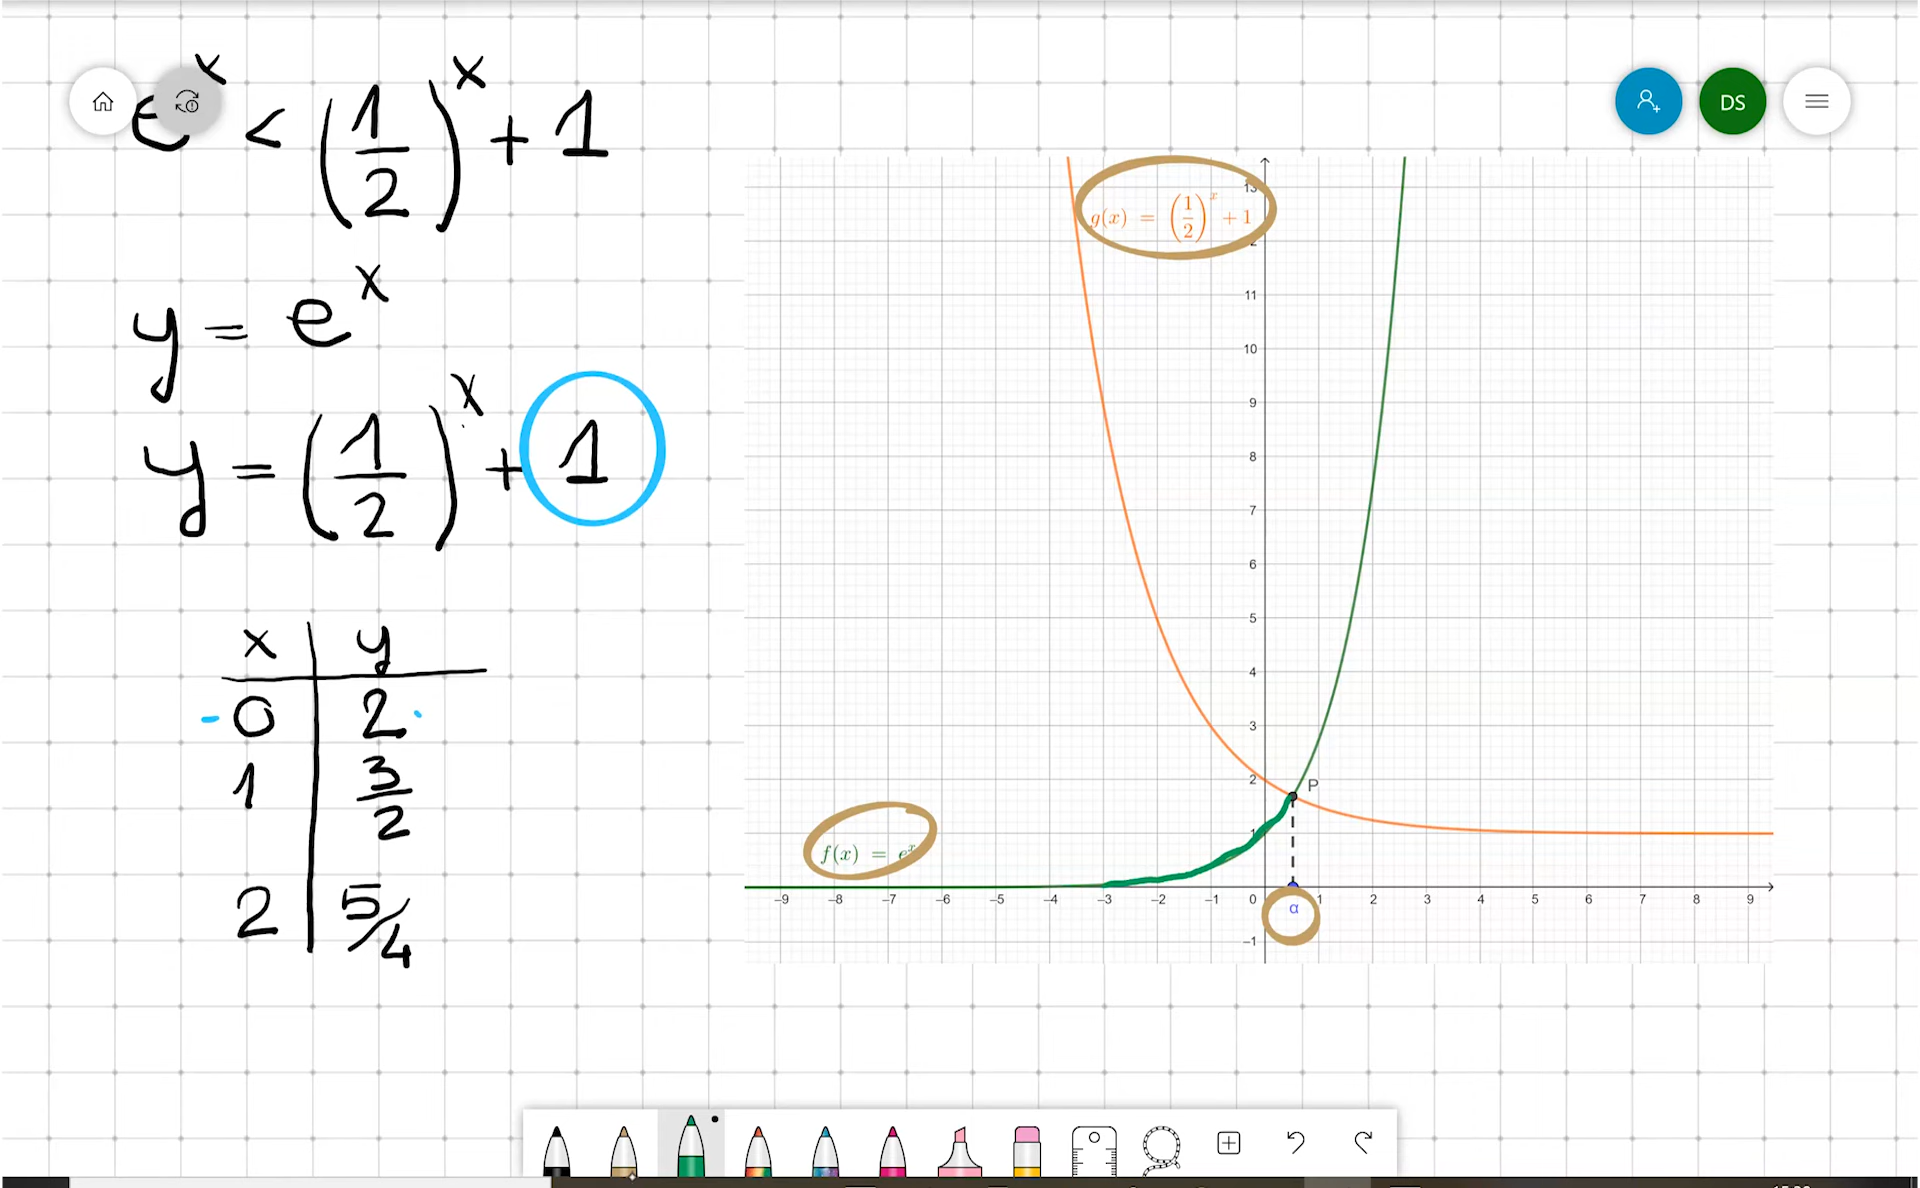 e^x < (1/2)^x + 1
DS
y = e^x
y = (1/2)^x + 1
x y
0 2
1 3/2
2 5/4
g(x) = (1/2)^x + 1
f(x) = e^x
P
α
13
2
11
10
9
8
7
6
5
4
3
2
1
-9 -8 -7 -6 -5 -4 -3 -2 -1 0 1 2 3 4 5 6 7 8 9
-1